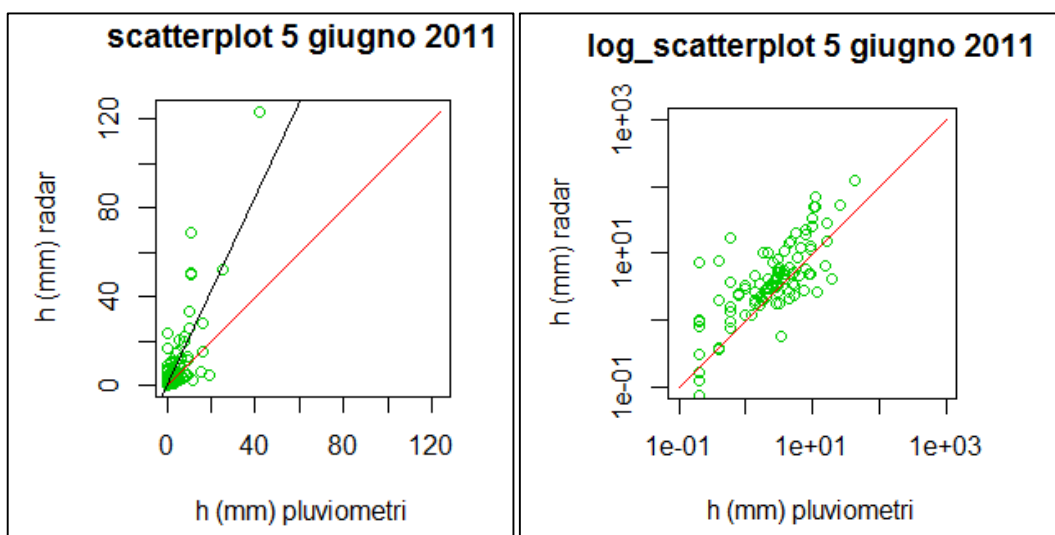 scatterplot 5 giugno 2011
h (mm) radar
120
80
40
0
0
40
80
120
h (mm) pluviometri
log_scatterplot 5 giugno 2011
h (mm) radar
1e+03
1e+01
1e-01
1e-01
1e+01
1e+03
h (mm) pluviometri